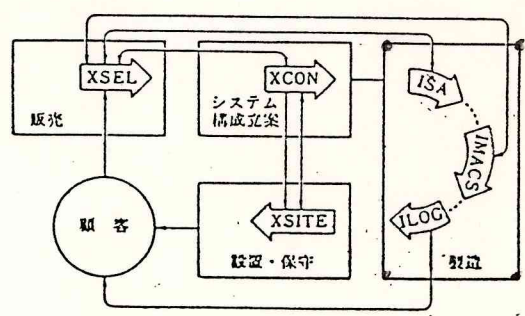 XSEL
販売
XCON
システム
構成立案
ISA
IMACS
ILOG
製造
顧客
XSITE
設置・保守